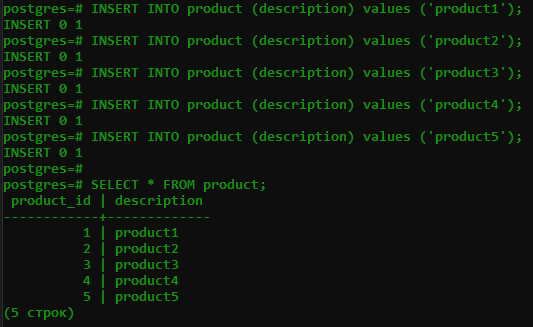 postgres=# INSERT INTO product (description) values ('product1');
INSERT 0 1
postgres=# INSERT INTO product (description) values ('product2');
INSERT 0 1
postgres=# INSERT INTO product (description) values ('product3');
INSERT 0 1
postgres=# INSERT INTO product (description) values ('product4');
INSERT 0 1
postgres=# INSERT INTO product (description) values ('product5');
INSERT 0 1
postgres=#
postgres=# SELECT * FROM product;
 product_id | description
------------+-------------
          1 | product1
          2 | product2
          3 | product3
          4 | product4
          5 | product5
(5 строк)